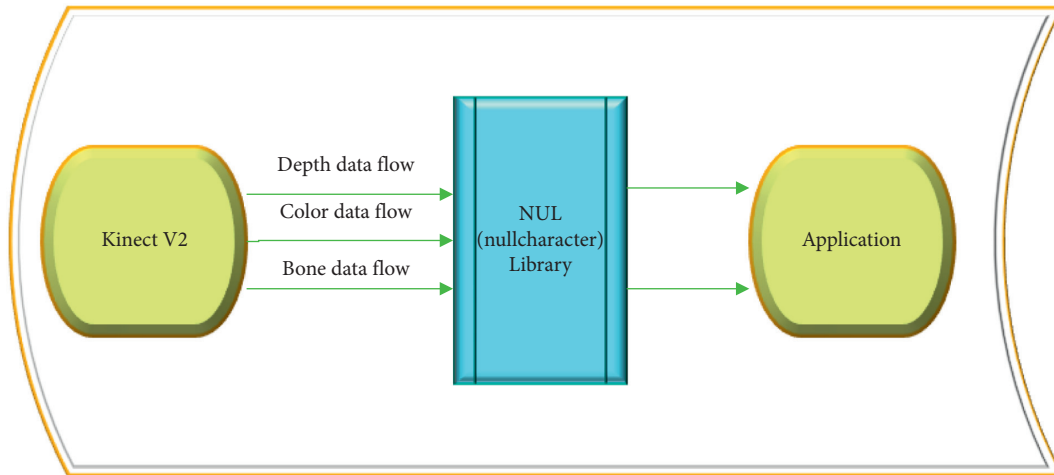 Kinect V2
Depth data flow
Color data flow
Bone data flow
NUL
(nullcharacter)
Library
Application